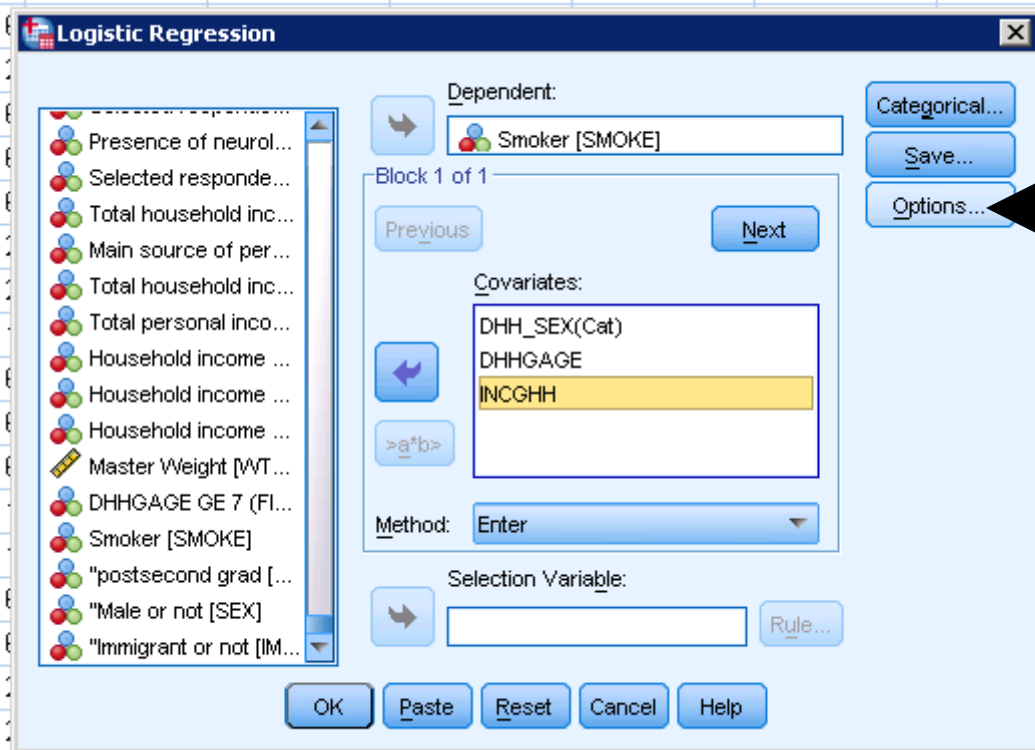 Logistic Regression
Presence of neurol...
Selected responde...
Total household inc...
Main source of per...
Total household inc...
Total personal inco...
Household income ...
Household income ...
Household income ...
Master Weight [WT...
DHHGAGE GE 7 (FI...
Smoker [SMOKE]
"postsecond grad [...
"Male or not [SEX]
"Immigrant or not [IM...
Dependent:
Smoker [SMOKE]
Block 1 of 1
Previous
Next
Covariates:
DHH_SEX(Cat)
DHHGAGE
INCGHH
>a*b>
Method: Enter
Selection Variable:
Rule...
Categorical...
Save...
Options...
OK Paste Reset Cancel Help